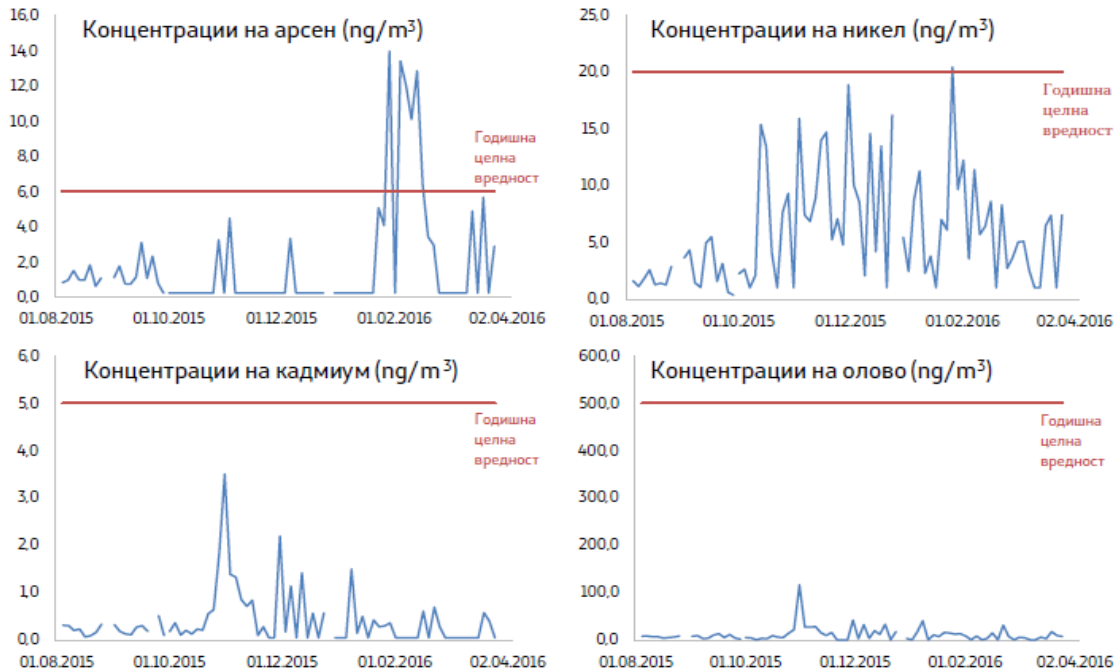 Концентрации на арсен (ng/m³)
16,0
14,0
12,0
10,0
8,0
6,0
4,0
2,0
0,0
Годишна
целна
вредност
01.08.2015 01.10.2015 01.12.2015 01.02.2016 02.04.2016
Концентрации на никел (ng/m³)
25,0
20,0
15,0
10,0
5,0
0,0
Годишна
целна
вредност
01.08.2015 01.10.2015 01.12.2015 01.02.2016 02.04.2016
Концентрации на кадмиум (ng/m³)
6,0
5,0
4,0
3,0
2,0
1,0
0,0
Годишна
целна
вредност
01.08.2015 01.10.2015 01.12.2015 01.02.2016 02.04.2016
Концентрации на олово (ng/m³)
600,0
500,0
400,0
300,0
200,0
100,0
0,0
Годишна
целна
вредност
01.08.2015 01.10.2015 01.12.2015 01.02.2016 02.04.2016